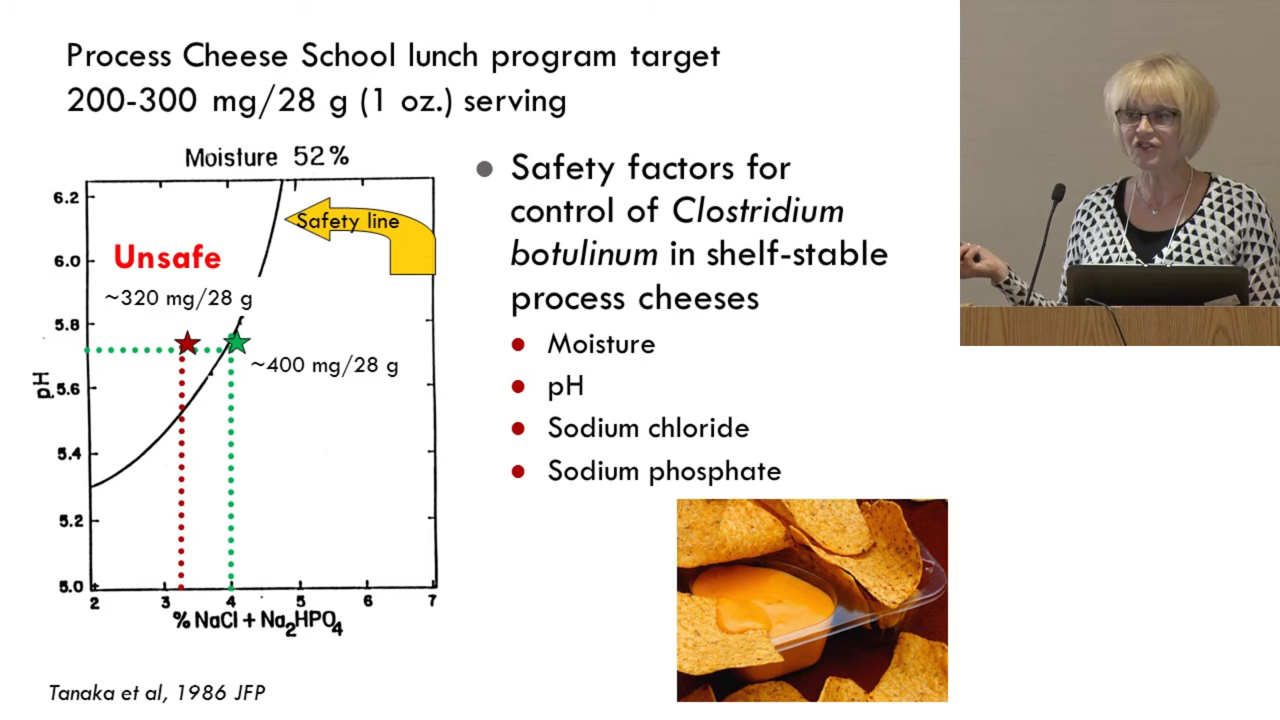 Process Cheese School lunch program target
200-300 mg/28 g (1 oz.) serving
Moisture 52%
6.2
6.0
5.8
5.6
5.4
5.2
5.0
pH
Safety line
Unsafe
~320 mg/28 g
~400 mg/28 g
2 3 4 5 6 7
% NaCl + Na2HPO4
• Safety factors for
control of Clostridium
botulinum in shelf-stable
process cheeses
• Moisture
• pH
• Sodium chloride
• Sodium phosphate
Tanaka et al, 1986 JFP